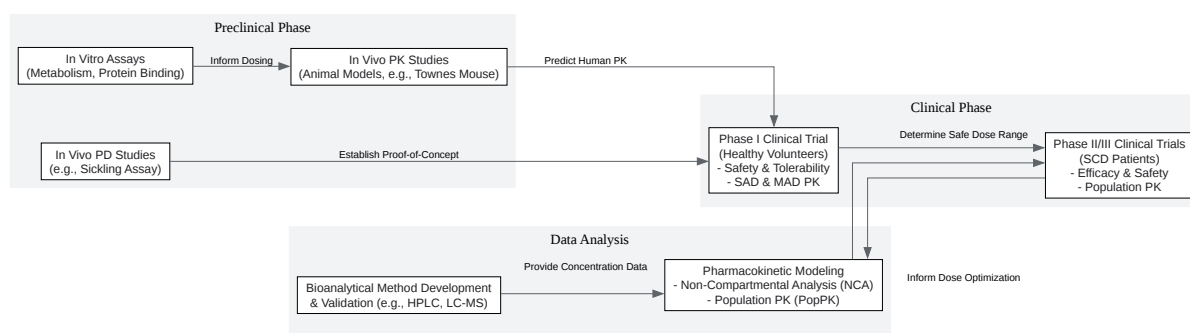 Preclinical Phase
In Vitro Assays
(Metabolism, Protein Binding)
Inform Dosing
In Vivo PK Studies
(Animal Models, e.g., Townes Mouse)
Predict Human PK
In Vivo PD Studies
(e.g., Sickling Assay)
Establish Proof-of-Concept
Clinical Phase
Phase I Clinical Trial
(Healthy Volunteers)
- Safety & Tolerability
- SAD & MAD PK
Determine Safe Dose Range
Phase II/III Clinical Trials
(SCD Patients)
- Efficacy & Safety
- Population PK
Data Analysis
Bioanalytical Method Development
& Validation (e.g., HPLC, LC-MS)
Provide Concentration Data
Pharmacokinetic Modeling
- Non-Compartmental Analysis (NCA)
- Population PK (PopPK)
Inform Dose Optimization